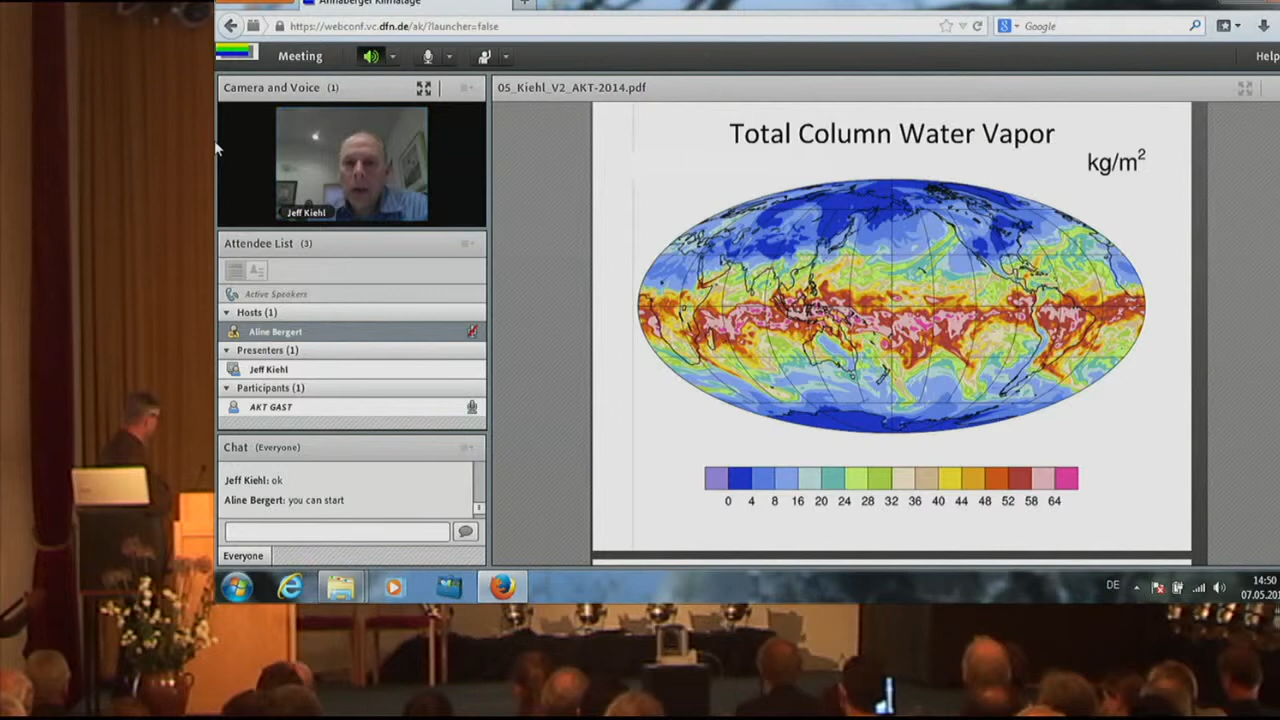 Annaberger Klimatage
https://webconf.vc.dfn.de/ak/?launcher=false
Google
Meeting
Help
Camera and Voice (1)
05_Kiehl_V2_AKT-2014.pdf
Jeff Kiehl
Total Column Water Vapor
kg/m²
Attendee List (3)
Active Speakers
Hosts (1)
Aline Bergert
Presenters (1)
Jeff Kiehl
Participants (1)
AKT GAST
Chat (Everyone)
Jeff Kiehl: ok
Aline Bergert: you can start
Everyone
0 4 8 16 20 24 28 32 36 40 44 48 52 58 64
DE
14:50
07.05.201